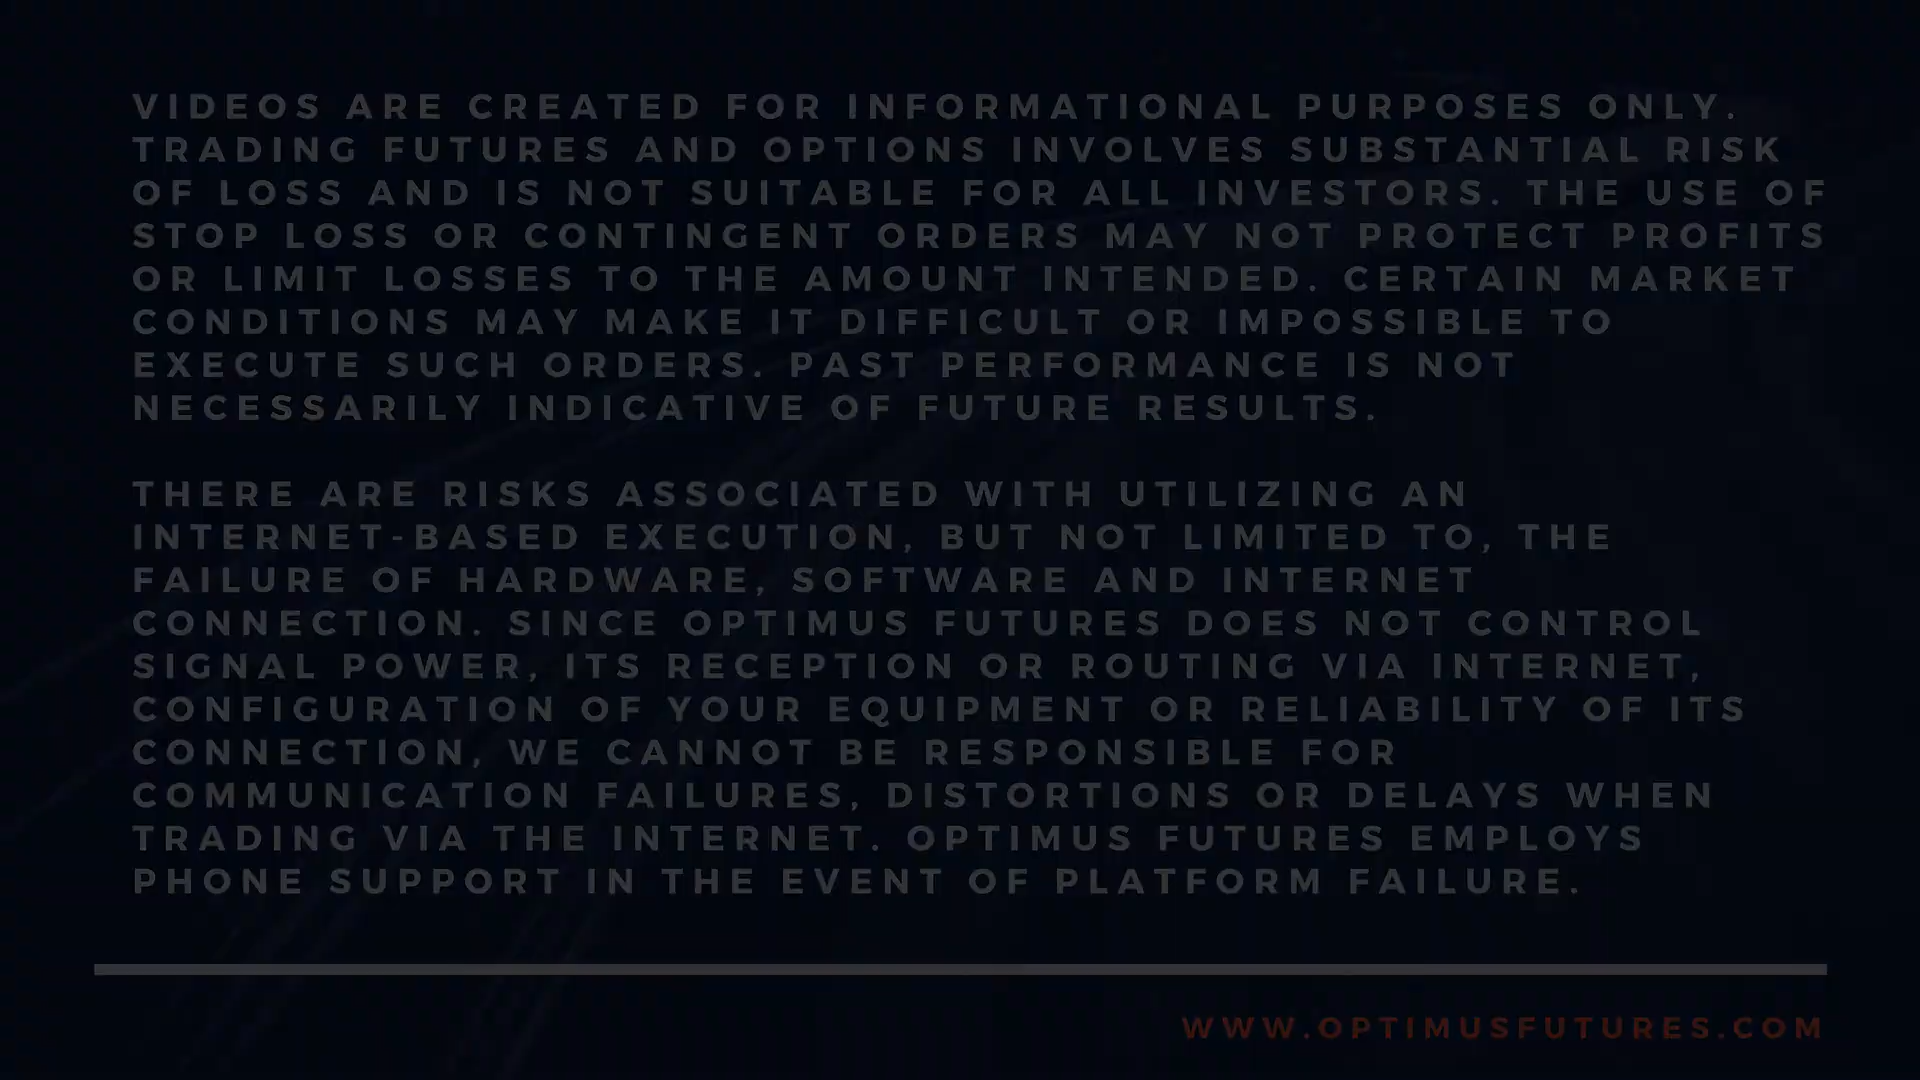 VIDEOS ARE CREATED FOR INFORMATIONAL PURPOSES ONLY.
TRADING FUTURES AND OPTIONS INVOLVES SUBSTANTIAL RISK
OF LOSS AND IS NOT SUITABLE FOR ALL INVESTORS. THE USE OF
STOP LOSS OR CONTINGENT ORDERS MAY NOT PROTECT PROFITS
OR LIMIT LOSSES TO THE AMOUNT INTENDED. CERTAIN MARKET
CONDITIONS MAY MAKE IT DIFFICULT OR IMPOSSIBLE TO
EXECUTE SUCH ORDERS. PAST PERFORMANCE IS NOT
NECESSARILY INDICATIVE OF FUTURE RESULTS.
THERE ARE RISKS ASSOCIATED WITH UTILIZING AN
INTERNET-BASED EXECUTION, BUT NOT LIMITED TO, THE
FAILURE OF HARDWARE, SOFTWARE AND INTERNET
CONNECTION. SINCE OPTIMUS FUTURES DOES NOT CONTROL
SIGNAL POWER, ITS RECEPTION OR ROUTING VIA INTERNET,
CONFIGURATION OF YOUR EQUIPMENT OR RELIABILITY OF ITS
CONNECTION, WE CANNOT BE RESPONSIBLE FOR
COMMUNICATION FAILURES, DISTORTIONS OR DELAYS WHEN
TRADING VIA THE INTERNET. OPTIMUS FUTURES EMPLOYS
PHONE SUPPORT IN THE EVENT OF PLATFORM FAILURE.
WWW.OPTIMUSFUTURES.COM